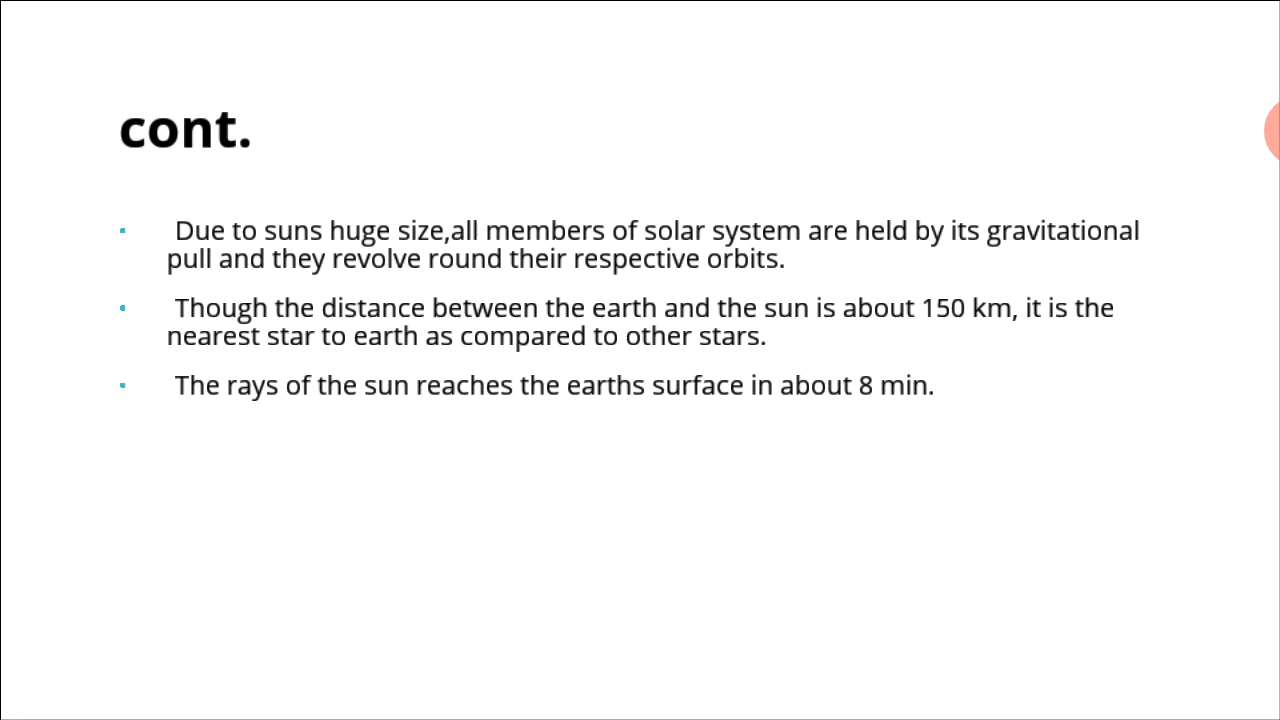 cont.
▪ Due to suns huge size,all members of solar system are held by its gravitational
pull and they revolve round their respective orbits.
▪ Though the distance between the earth and the sun is about 150 km, it is the
nearest star to earth as compared to other stars.
▪ The rays of the sun reaches the earths surface in about 8 min.